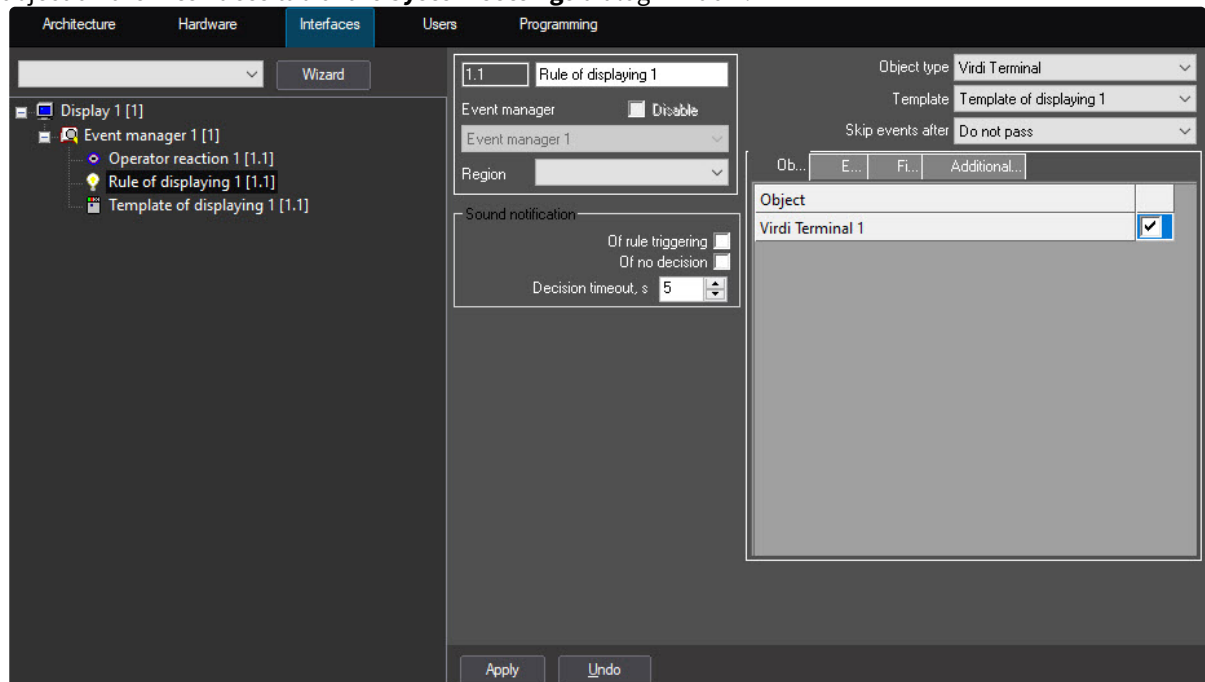 Architecture Hardware Interfaces Users Programming
Wizard
Display 1 [1]
Event manager 1 [1]
Operator reaction 1 [1.1]
Rule of displaying 1 [1.1]
Template of displaying 1 [1.1]
1.1 Rule of displaying 1
Event manager Disable
Event manager 1
Region
Sound notification
Of rule triggering
Of no decision
Decision timeout, s 5
Object type Virdi Terminal
Template Template of displaying 1
Skip events after Do not pass
Ob... E... Fi... Additional...
Object
Virdi Terminal 1
Apply Undo